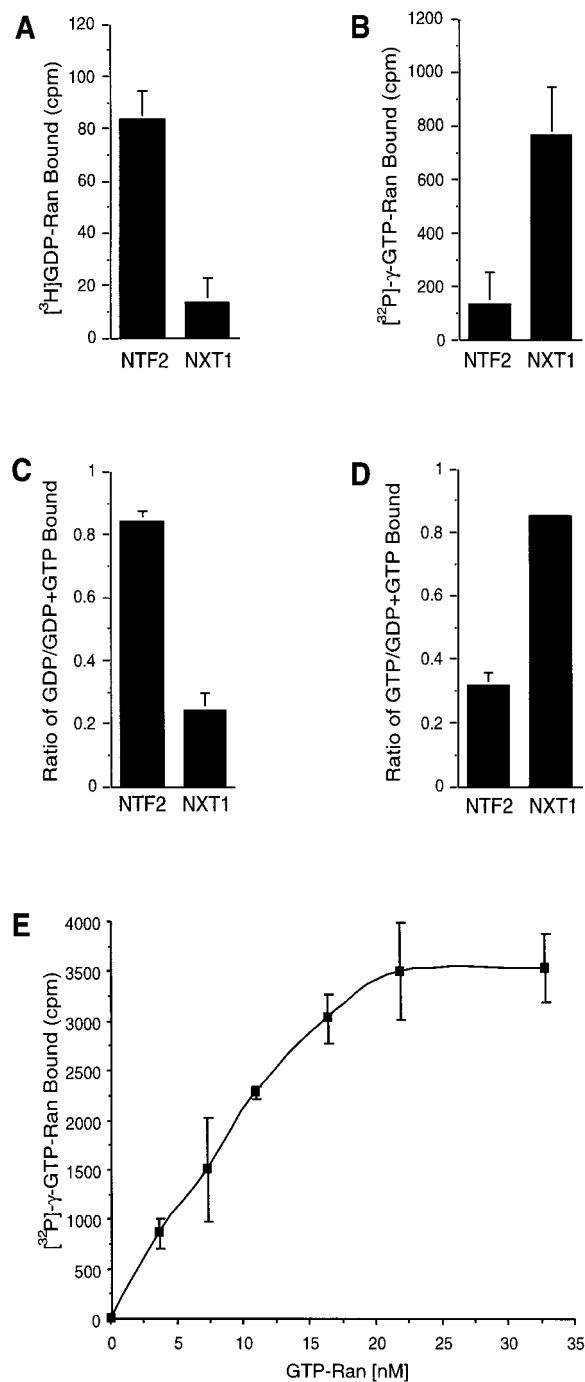 A
[³H]GDP-Ran Bound (cpm)
120
100
80
60
40
20
0
NTF2 NXT1
B
[³²P]-γ-GTP-Ran Bound (cpm)
1200
1000
800
600
400
200
0
NTF2 NXT1
C
Ratio of GDP/GDP+GTP Bound
1
0.8
0.6
0.4
0.2
0
NTF2 NXT1
D
Ratio of GTP/GDP+GTP Bound
1
0.8
0.6
0.4
0.2
0
NTF2 NXT1
E
[³²P]-γ-GTP-Ran Bound (cpm)
4000
3500
3000
2500
2000
1500
1000
500
0
0 5 10 15 20 25 30 35
GTP-Ran [nM]